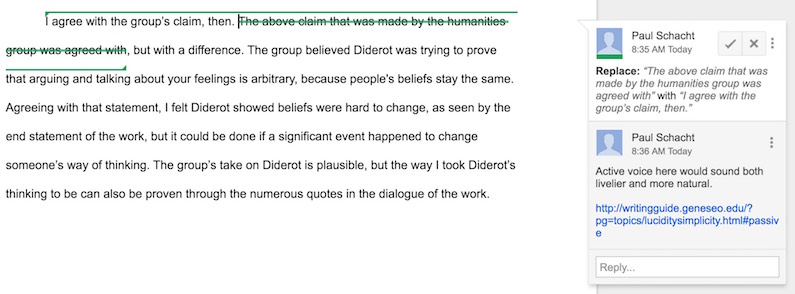 I agree with the group's claim, then. The above claim that was made by the humanities
group was agreed with, but with a difference. The group believed Diderot was trying to prove
that arguing and talking about your feelings is arbitrary, because people's beliefs stay the same.
Agreeing with that statement, I felt Diderot showed beliefs were hard to change, as seen by the
end statement of the work, but it could be done if a significant event happened to change
someone's way of thinking. The group's take on Diderot is plausible, but the way I took Diderot's
thinking to be can also be proven through the numerous quotes in the dialogue of the work.
Paul Schacht
8:35 AM Today
Replace: “The above claim that was
made by the humanities group was
agreed with” with “I agree with the
group's claim, then.”
Paul Schacht
8:36 AM Today
Active voice here would sound both
livelier and more natural.
http://writingguide.geneseo.edu/?
pg=topics/luciditysimplicity.html#passiv
e
Reply...